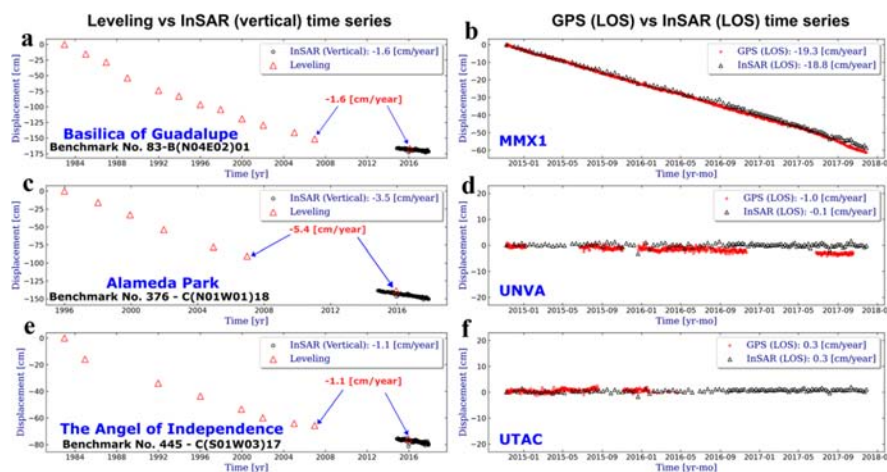 Leveling vs InSAR (vertical) time series
GPS (LOS) vs InSAR (LOS) time series
a
Displacement [cm]
0
−25
−50
−75
−100
−125
−150
−175
InSAR (Vertical): -1.6 [cm/year]
Leveling
-1.6 [cm/year]
Basilica of Guadalupe
Benchmark No. 83-B(N04E02)01
1984 1988 1992 1996 2000 2004 2008 2012 2016
Time [yr]
b
Displacement [cm]
0
−10
−20
−30
−40
−50
−60
GPS (LOS): -19.3 [cm/year]
InSAR (LOS): -18.8 [cm/year]
MMX1
2015-01 2015-05 2015-09 2016-01 2016-05 2016-09 2017-01 2017-05 2017-09 2018-0
Time [yr-mo]
c
Displacement [cm]
0
−25
−50
−75
−100
−125
−150
InSAR (Vertical): -3.5 [cm/year]
Leveling
-5.4 [cm/year]
Alameda Park
Benchmark No. 376 - C(N01W01)18
1996 2000 2004 2008 2012 2016
Time [yr]
d
Displacement [cm]
20
10
0
−10
−20
GPS (LOS): -1.0 [cm/year]
InSAR (LOS): -0.1 [cm/year]
UNVA
2015-01 2015-05 2015-09 2016-01 2016-05 2016-09 2017-01 2017-05 2017-09 2018-0
Time [yr-mo]
e
Displacement [cm]
0
−20
−40
−60
−80
InSAR (Vertical): -1.1 [cm/year]
Leveling
-1.1 [cm/year]
The Angel of Independence
Benchmark No. 445 - C(S01W03)17
1984 1988 1992 1996 2000 2004 2008 2012 2016
Time [yr]
f
Displacement [cm]
20
10
0
−10
−20
GPS (LOS): 0.3 [cm/year]
InSAR (LOS): 0.3 [cm/year]
UTAC
2015-01 2015-05 2015-09 2016-01 2016-05 2016-09 2017-01 2017-05 2017-09 2018-0
Time [yr-mo]